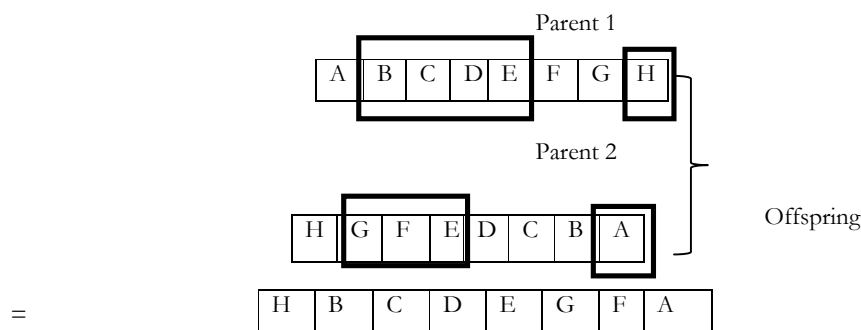 Parent 1
A B C D E F G H
Parent 2
H G F E D C B A
Offspring
= H B C D E G F A